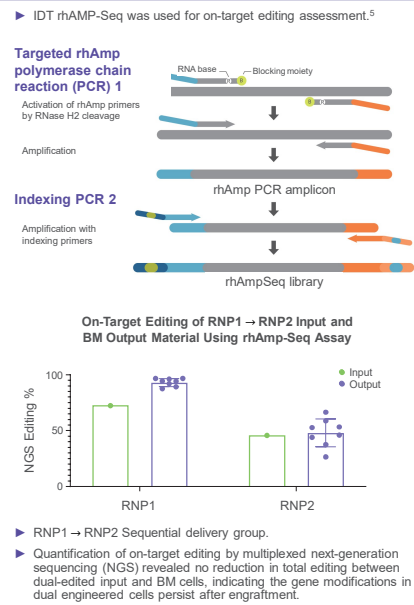 ► IDT rhAMP-Seq was used for on-target editing assessment.⁵
Targeted rhAmp
polymerase chain
reaction (PCR) 1
Activation of rhAmp primers
by RNase H2 cleavage
Amplification
RNA base
Blocking moiety
R
B
B
R
rhAmp PCR amplicon
Indexing PCR 2
Amplification with
indexing primers
rhAmpSeq library
On-Target Editing of RNP1 → RNP2 Input and
BM Output Material Using rhAmp-Seq Assay
NGS Editing %
100
50
0
Input
Output
RNP1
RNP2
► RNP1 → RNP2 Sequential delivery group.
► Quantification of on-target editing by multiplexed next-generation
sequencing (NGS) revealed no reduction in total editing between
dual-edited input and BM cells, indicating the gene modifications in
dual engineered cells persist after engraftment.